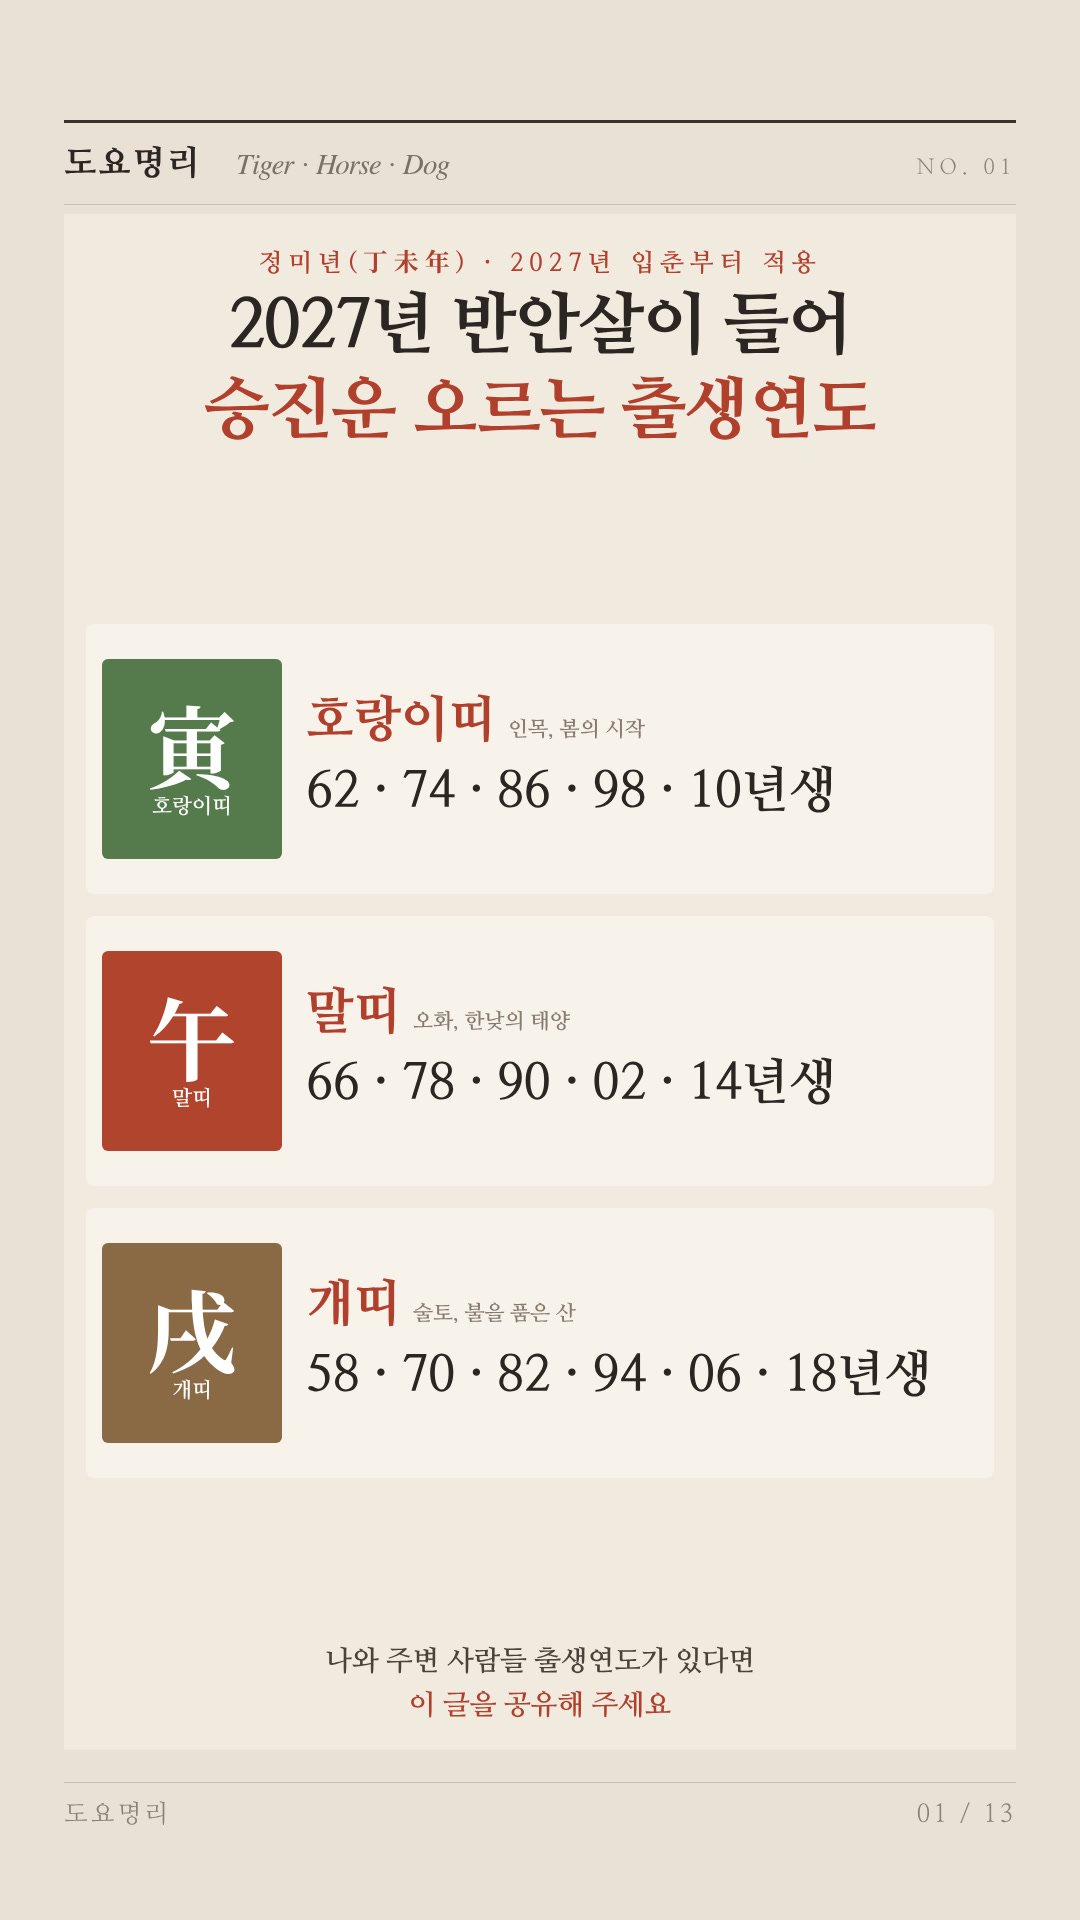 도요명리 Tiger · Horse · Dog NO. 01
정미년(丁未年) · 2027년 입춘부터 적용
2027년 반안살이 들어
승진운 오르는 출생연도
寅
호랑이띠
호랑이띠 인목, 봄의 시작
62 · 74 · 86 · 98 · 10년생
午
말띠
말띠 오화, 한낮의 태양
66 · 78 · 90 · 02 · 14년생
戌
개띠
개띠 술토, 불을 품은 산
58 · 70 · 82 · 94 · 06 · 18년생
나와 주변 사람들 출생연도가 있다면
이 글을 공유해 주세요
도요명리 01 / 13